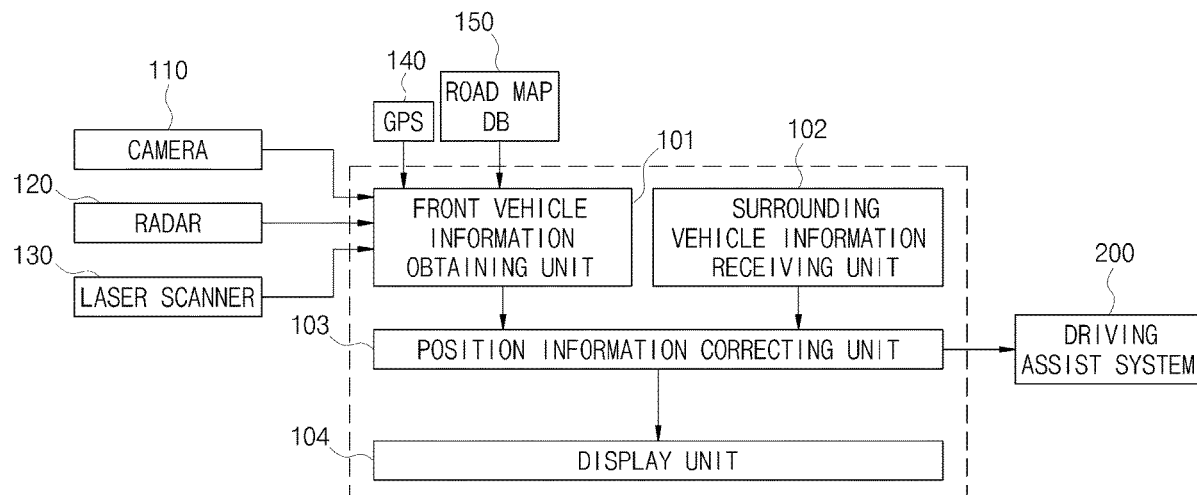 150
140
ROAD MAP
DB
110
GPS
101
102
CAMERA
120
FRONT VEHICLE
INFORMATION
OBTAINING UNIT
SURROUNDING
VEHICLE INFORMATION
RECEIVING UNIT
RADAR
130
200
LASER SCANNER
103
POSITION INFORMATION CORRECTING UNIT
DRIVING
ASSIST SYSTEM
104
DISPLAY UNIT